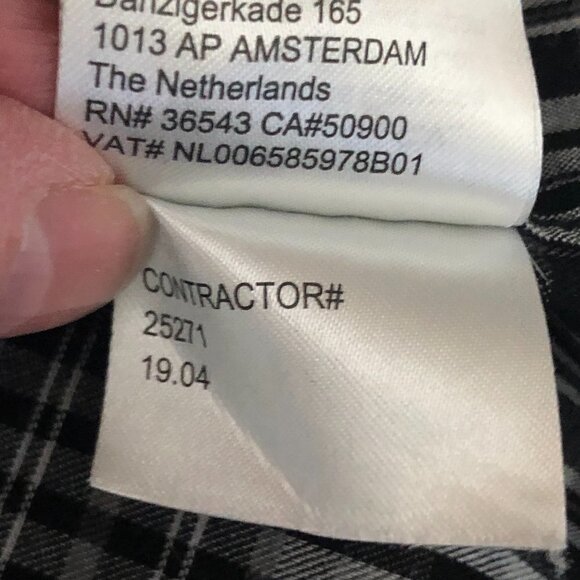 Danzigerkade 165
1013 AP AMSTERDAM
The Netherlands
RN# 36543 CA#50900
VAT# NL006585978B01
CONTRACTOR#
25271
19.04